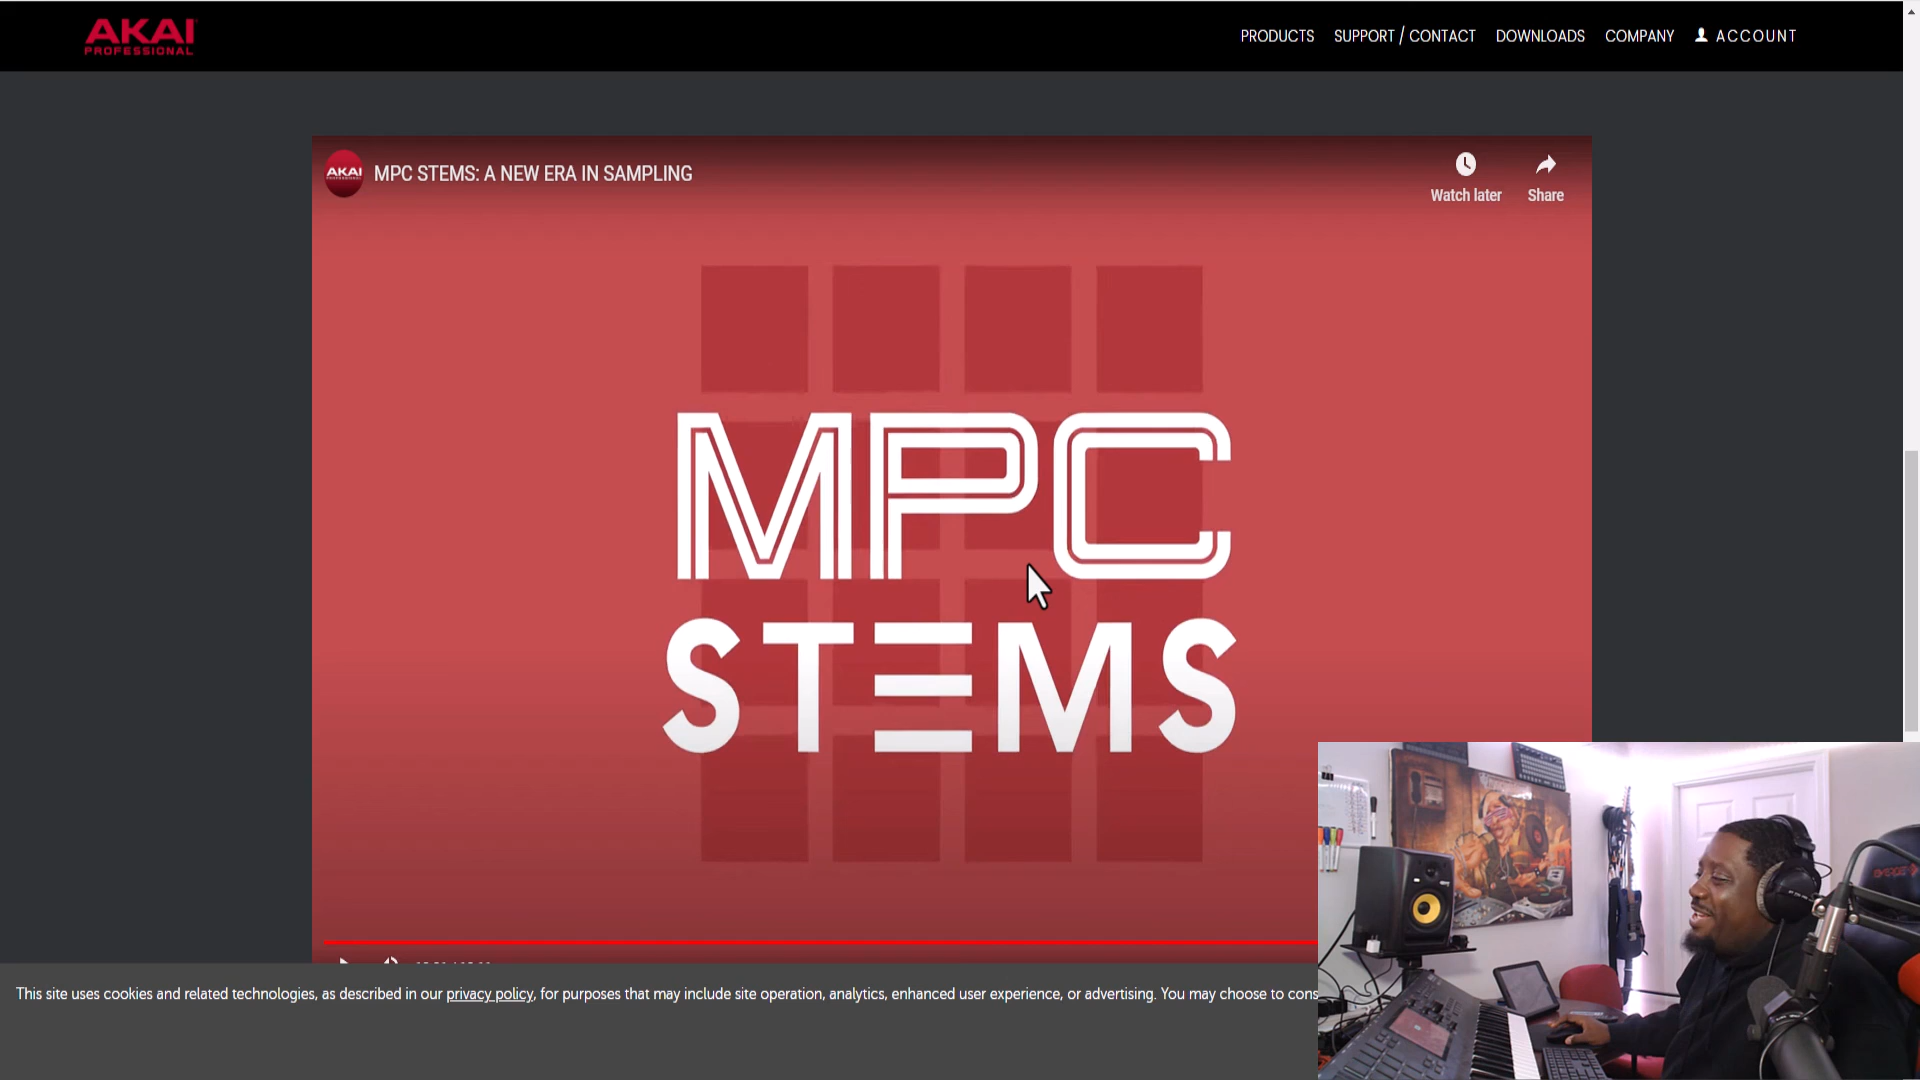 AKAI
PROFESSIONAL
PRODUCTS
SUPPORT / CONTACT
DOWNLOADS
COMPANY
ACCOUNT
AKAI
MPC STEMS: A NEW ERA IN SAMPLING
Watch later
Share
MPC
STEMS
This site uses cookies and related technologies, as described in our privacy policy, for purposes that may include site operation, analytics, enhanced user experience, or advertising. You may choose to cons